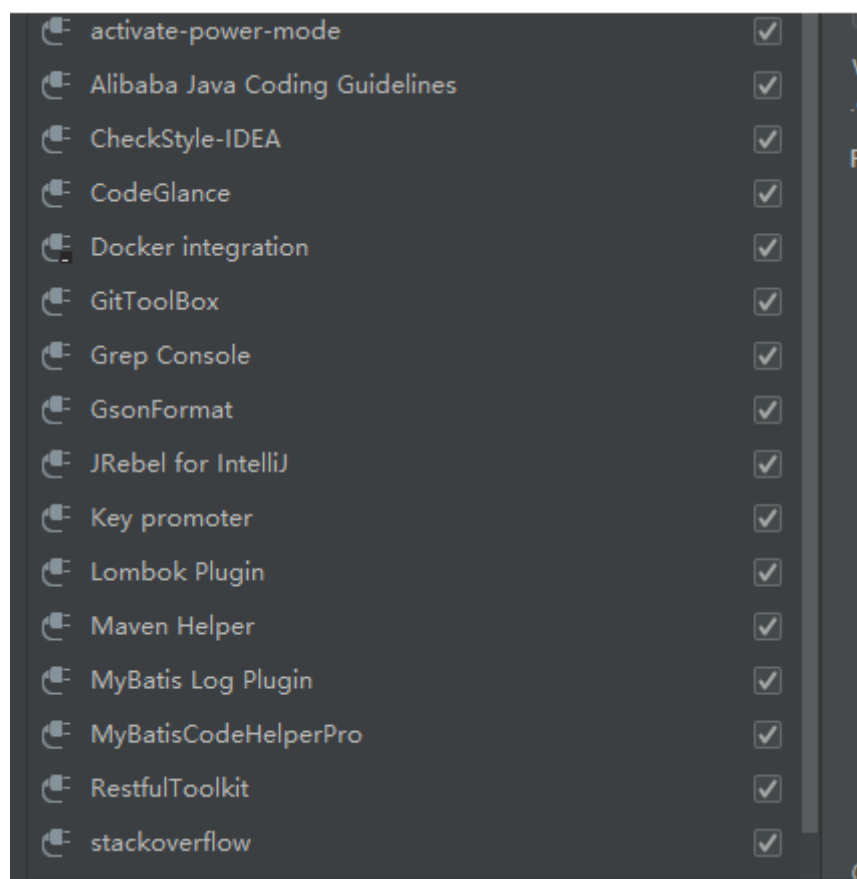 activate-power-mode
Alibaba Java Coding Guidelines
CheckStyle-IDEA
CodeGlance
Docker integration
GitToolBox
Grep Console
GsonFormat
JRebel for IntelliJ
Key promoter
Lombok Plugin
Maven Helper
MyBatis Log Plugin
MyBatisCodeHelperPro
RestfulToolkit
stackoverflow